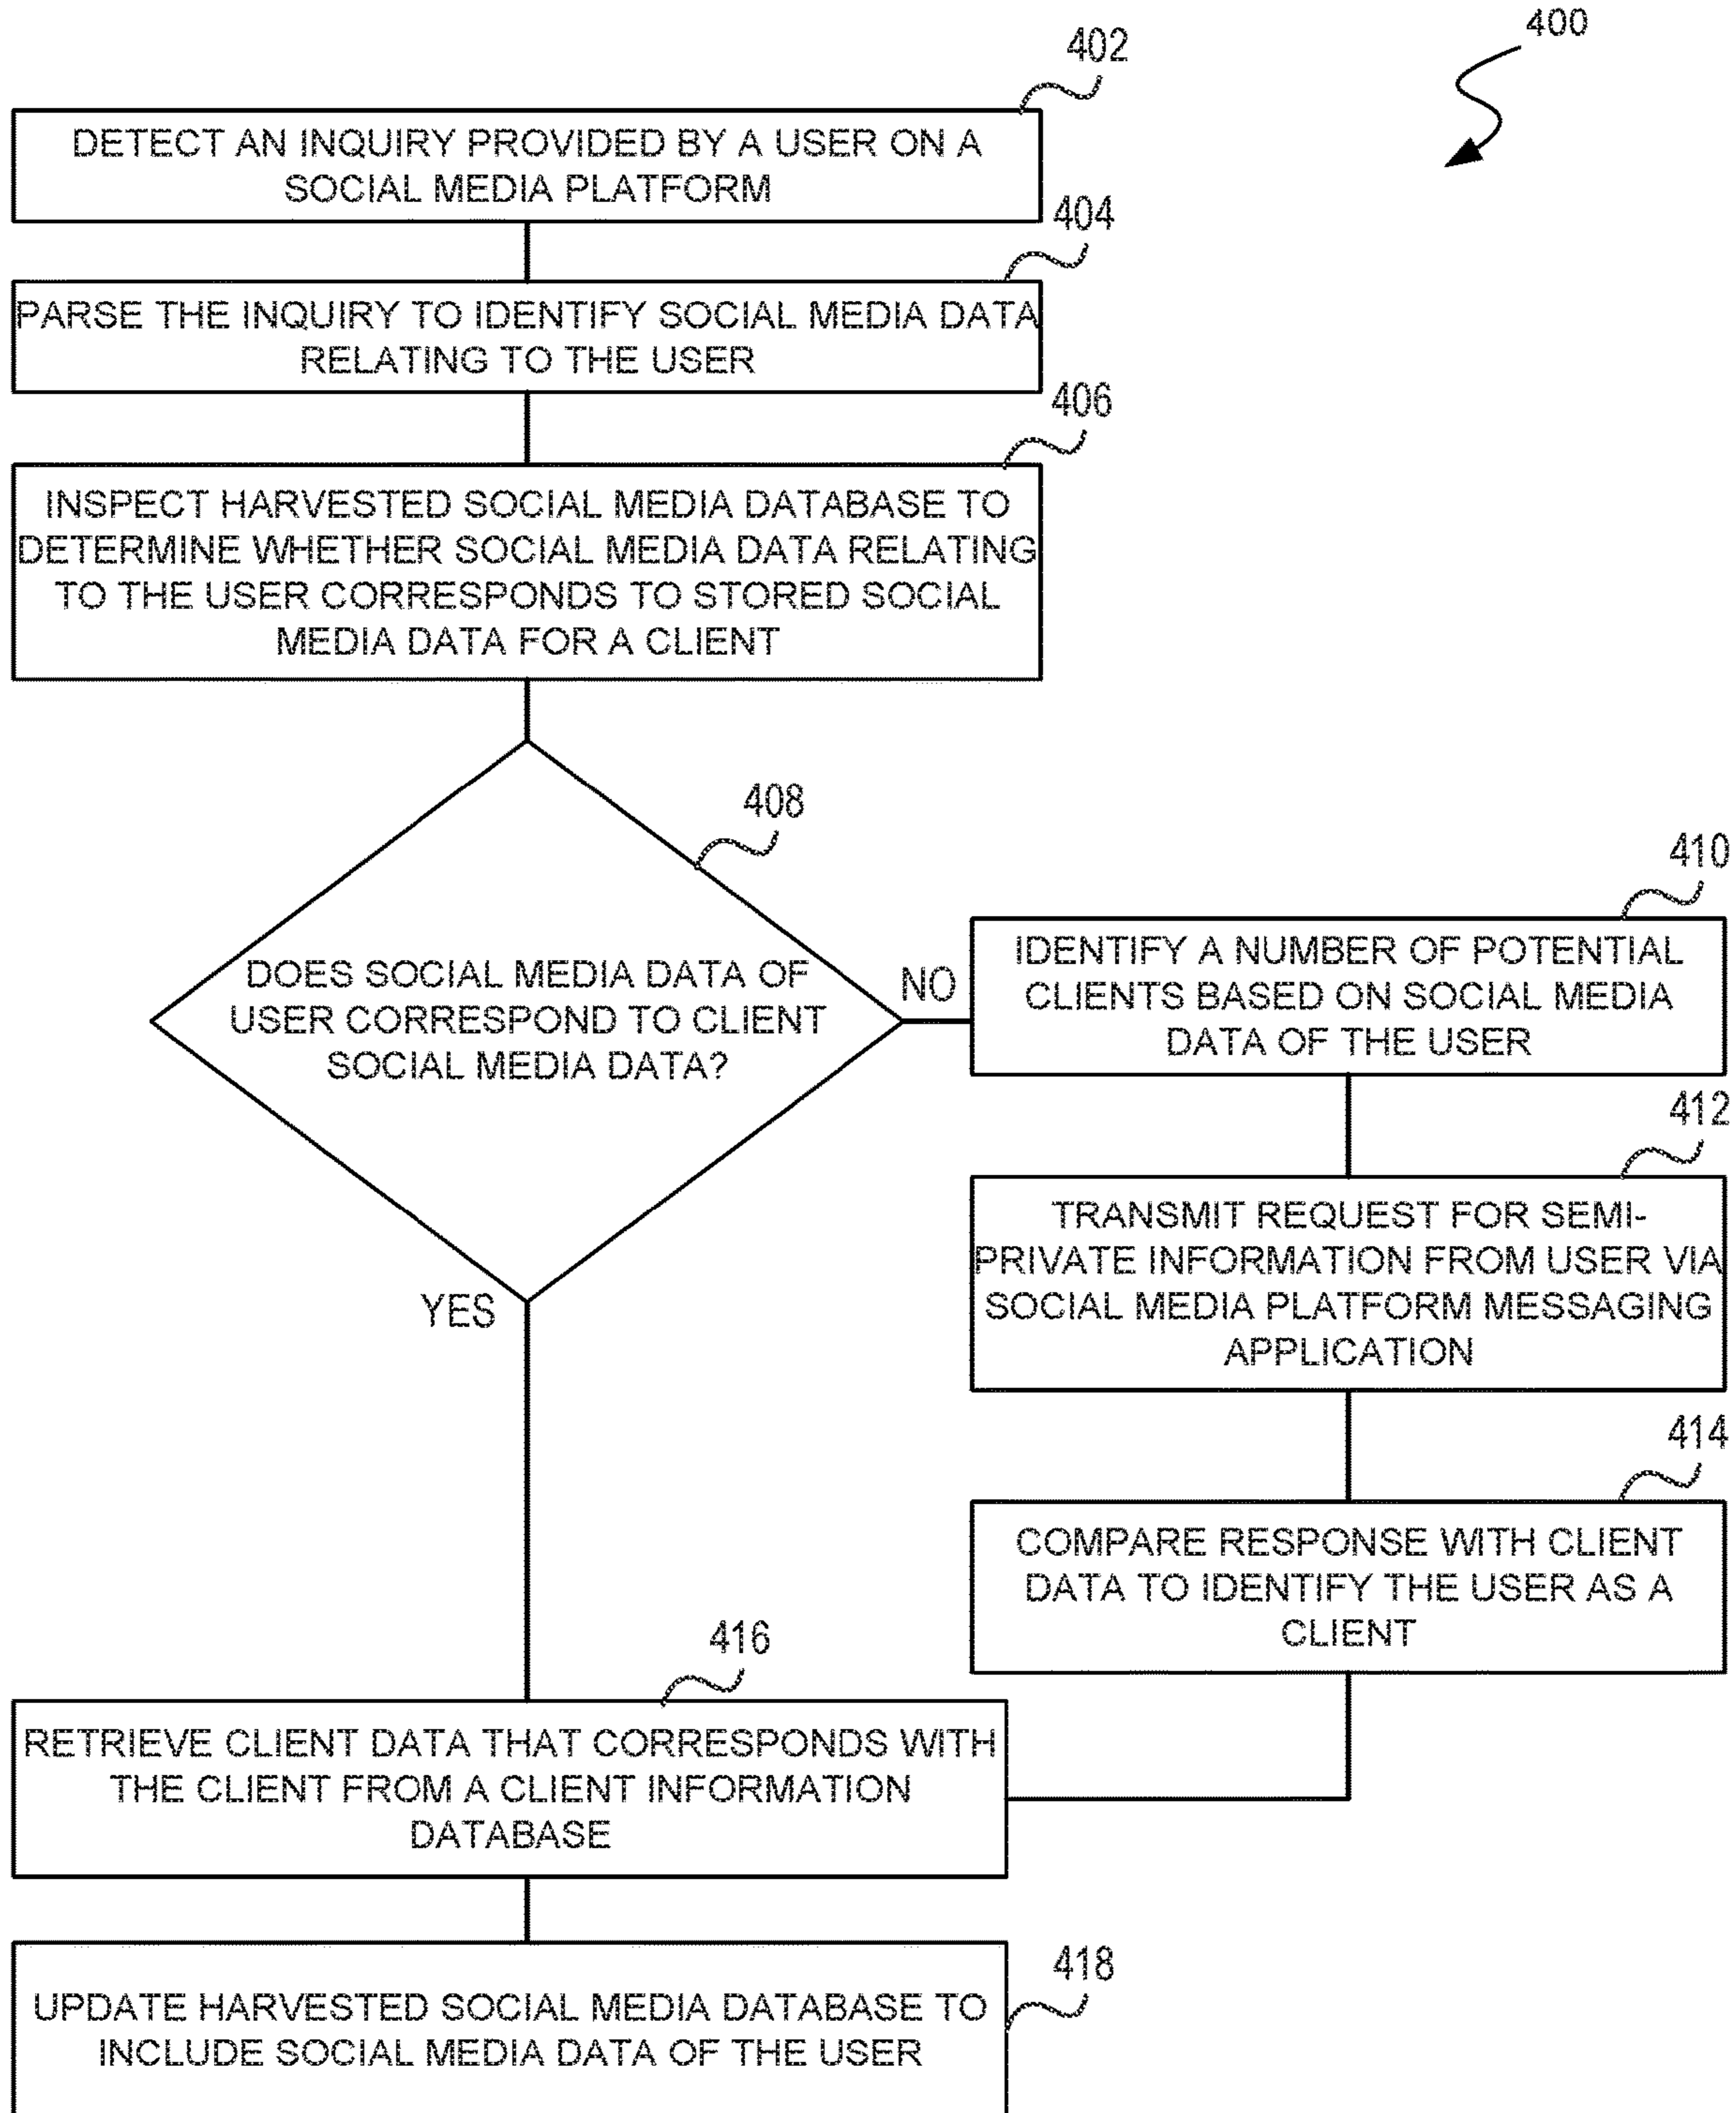 400
402
DETECT AN INQUIRY PROVIDED BY A USER ON A
SOCIAL MEDIA PLATFORM
404
PARSE THE INQUIRY TO IDENTIFY SOCIAL MEDIA DATA
RELATING TO THE USER
406
INSPECT HARVESTED SOCIAL MEDIA DATABASE TO
DETERMINE WHETHER SOCIAL MEDIA DATA RELATING
TO THE USER CORRESPONDS TO STORED SOCIAL
MEDIA DATA FOR A CLIENT
408
DOES SOCIAL MEDIA DATA OF
USER CORRESPOND TO CLIENT
SOCIAL MEDIA DATA?
NO
410
IDENTIFY A NUMBER OF POTENTIAL
CLIENTS BASED ON SOCIAL MEDIA
DATA OF THE USER
412
TRANSMIT REQUEST FOR SEMI-
PRIVATE INFORMATION FROM USER VIA
SOCIAL MEDIA PLATFORM MESSAGING
APPLICATION
414
COMPARE RESPONSE WITH CLIENT
DATA TO IDENTIFY THE USER AS A
CLIENT
YES
416
RETRIEVE CLIENT DATA THAT CORRESPONDS WITH
THE CLIENT FROM A CLIENT INFORMATION
DATABASE
418
UPDATE HARVESTED SOCIAL MEDIA DATABASE TO
INCLUDE SOCIAL MEDIA DATA OF THE USER